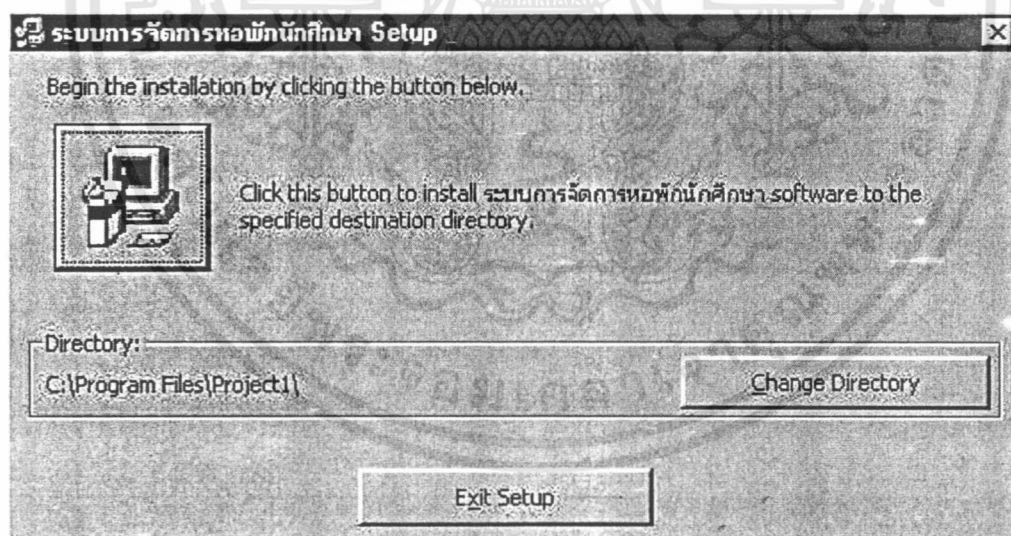 ระบบการจัดการหอพักนักศึกษา Setup
Begin the installation by clicking the button below.
Click this button to install ระบบการจัดการหอพักนักศึกษา software to the
specified destination directory.
Directory:
C:\Program Files\Project1\
Change Directory
Exit Setup